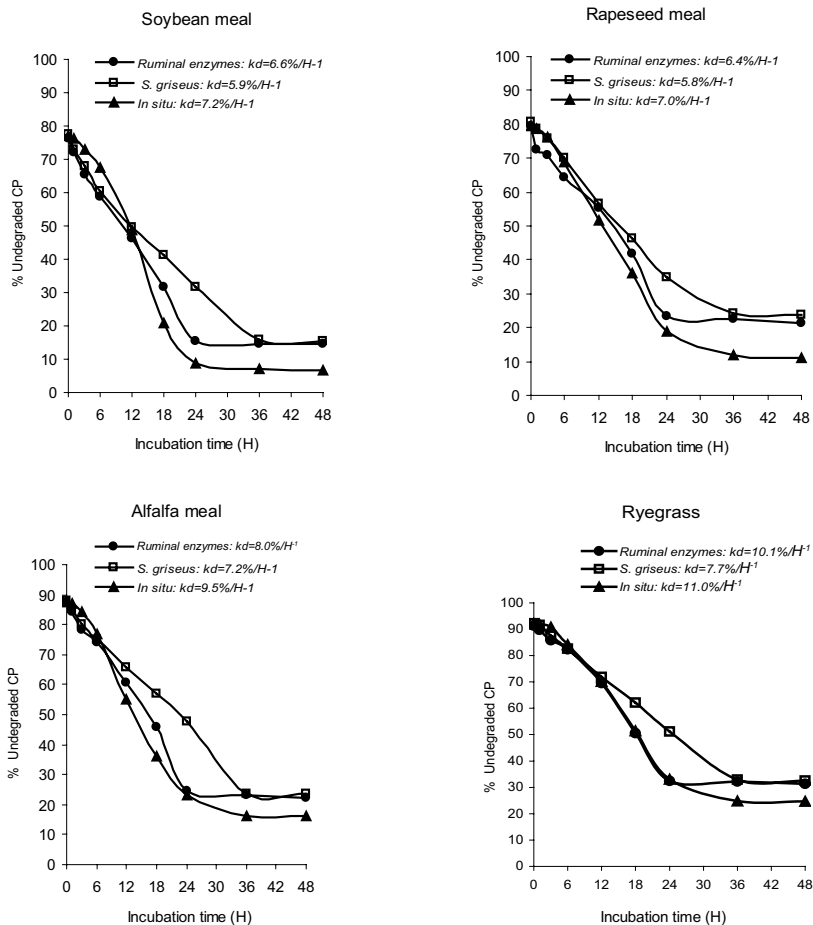 Soybean meal
Ruminal enzymes: kd=6.6%/H-1
S. griseus: kd=5.9%/H-1
In situ: kd=7.2%/H-1
100
90
80
70
60
50
40
30
20
10
0
% Undegraded CP
0 6 12 18 24 30 36 42 48
Incubation time (H)
Rapeseed meal
Ruminal enzymes: kd=6.4%/H-1
S. griseus: kd=5.8%/H-1
In situ: kd=7.0%/H-1
100
90
80
70
60
50
40
30
20
10
0
% Undegraded CP
0 6 12 18 24 30 36 42 48
Incubation time (H)
Alfalfa meal
Ruminal enzymes: kd=8.0%/H-1
S. griseus: kd=7.2%/H-1
In situ: kd=9.5%/H-1
100
90
80
70
60
50
40
30
20
10
0
% Undegraded CP
0 6 12 18 24 30 36 42 48
Incubation time (H)
Ryegrass
Ruminal enzymes: kd=10.1%/H-1
S. griseus: kd=7.7%/H-1
In situ: kd=11.0%/H-1
100
90
80
70
60
50
40
30
20
10
0
% Undegraded CP
0 6 12 18 24 30 36 42 48
Incubation time (H)